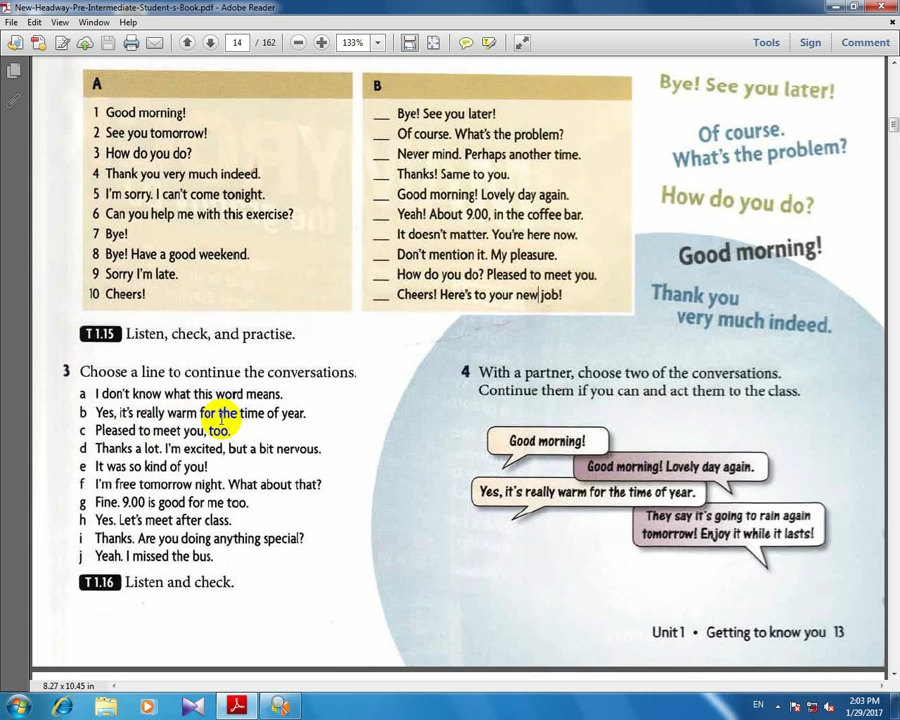 New-Headway-Pre-Intermediate-Student-s-Book.pdf - Adobe Reader
File Edit View Window Help
14 / 162 133% Tools Sign Comment
A
1 Good morning!
2 See you tomorrow!
3 How do you do?
4 Thank you very much indeed.
5 I'm sorry. I can't come tonight.
6 Can you help me with this exercise?
7 Bye!
8 Bye! Have a good weekend.
9 Sorry I'm late.
10 Cheers!
B
___ Bye! See you later!
___ Of course. What's the problem?
___ Never mind. Perhaps another time.
___ Thanks! Same to you.
___ Good morning! Lovely day again.
___ Yeah! About 9.00, in the coffee bar.
___ It doesn't matter. You're here now.
___ Don't mention it. My pleasure.
___ How do you do? Pleased to meet you.
___ Cheers! Here's to your new job!
Bye! See you later!
Of course.
What's the problem?
How do you do?
Good morning!
Thank you
very much indeed.
T 1.15 Listen, check, and practise.
3 Choose a line to continue the conversations.
a I don't know what this word means.
b Yes, it's really warm for the time of year.
c Pleased to meet you, too.
d Thanks a lot. I'm excited, but a bit nervous.
e It was so kind of you!
f I'm free tomorrow night. What about that?
g Fine. 9.00 is good for me too.
h Yes. Let's meet after class.
i Thanks. Are you doing anything special?
j Yeah. I missed the bus.
T 1.16 Listen and check.
4 With a partner, choose two of the conversations.
Continue them if you can and act them to the class.
Good morning!
Good morning! Lovely day again.
Yes, it's really warm for the time of year.
They say it's going to rain again
tomorrow! Enjoy it while it lasts!
Unit 1 • Getting to know you 13
8.27 x 10.45 in
EN
2:03 PM
1/29/2017